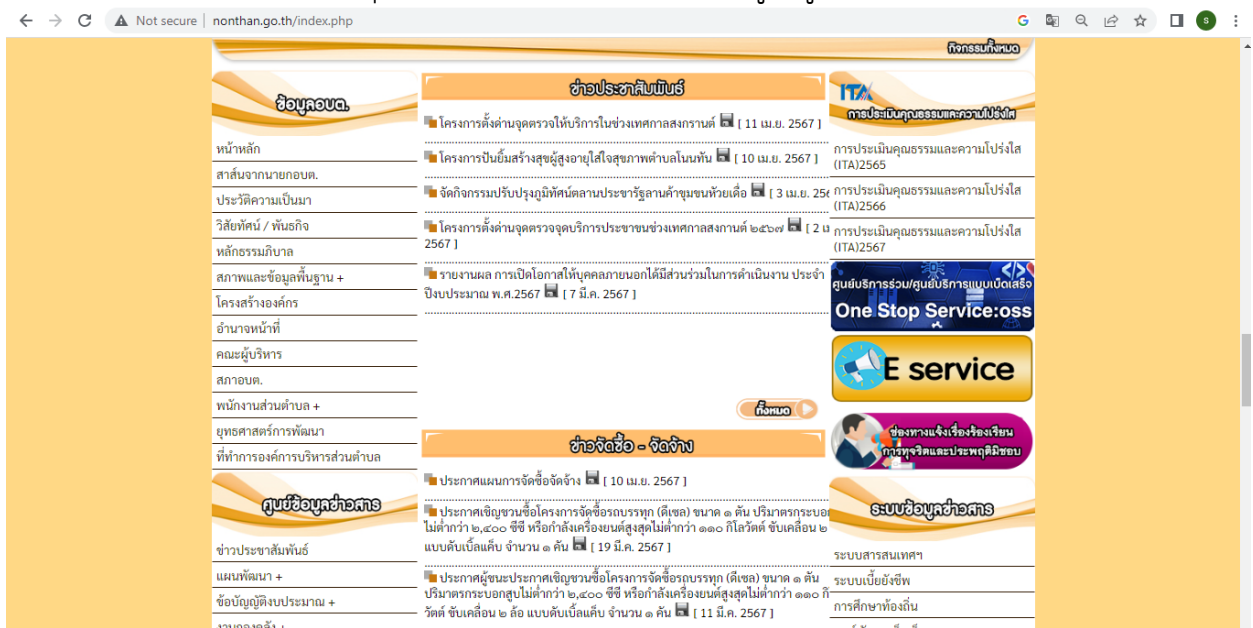 Not secure
nonthan.go.th/index.php
G
s
กิจกรรมทั้งหมด
ข้อมูลอบต.
หน้าหลัก
สาส์นจากนายกอบต.
ประวัติความเป็นมา
วิสัยทัศน์ / พันธกิจ
หลักธรรมภิบาล
สภาพและข้อมูลพื้นฐาน +
โครงสร้างองค์กร
อำนาจหน้าที่
คณะผู้บริหาร
สภาอบต.
พนักงานส่วนตำบล +
ยุทธศาสตร์การพัฒนา
ที่ทำการองค์การบริหารส่วนตำบล
ศูนย์ข้อมูลข่าวสาร
ข่าวประชาสัมพันธ์
แผนพัฒนา +
ข้อบัญญัติงบประมาณ +
ข่าวประชาสัมพันธ์
โครงการตั้งด่านจุดตรวจให้บริการในช่วงเทศกาลสงกรานต์ [ 11 เม.ย. 2567 ]
โครงการปันยิ้มสร้างสุขผู้สูงอายุใส่ใจสุขภาพตำบลโนนทัน [ 10 เม.ย. 2567 ]
จัดกิจกรรมปรับปรุงภูมิทัศน์ตลานประชารัฐลานค้าชุมชนห้วยเดื่อ [ 3 เม.ย. 256
โครงการตั้งด่านจุดตรวจจุดบริการประชาชนช่วงเทศกาลสงกานต์ ๒๕๖๗ [ 2 เม
2567 ]
รายงานผล การเปิดโอกาสให้บุคคลภายนอกได้มีส่วนร่วมในการดำเนินงาน ประจำ
ปีงบประมาณ พ.ศ.2567 [ 7 มี.ค. 2567 ]
ทั้งหมด
ข่าวจัดซื้อ - จัดจ้าง
ประกาศแผนการจัดซื้อจัดจ้าง [ 10 เม.ย. 2567 ]
ประกาศเชิญชวนซื้อโครงการจัดซื้อรถบรรทุก (ดีเซล) ขนาด ๑ ตัน ปริมาตรกระบอก
ไม่ต่ำกว่า ๒,๔๐๐ ซีซี หรือกำลังเครื่องยนต์สูงสุดไม่ต่ำกว่า ๑๑๐ กิโลวัตต์ ขับเคลื่อน ๒
แบบดับเบิ้ลแค็บ จำนวน ๑ คัน [ 19 มี.ค. 2567 ]
ประกาศผู้ชนะประกาศเชิญชวนซื้อโครงการจัดซื้อรถบรรทุก (ดีเซล) ขนาด ๑ ตัน
ปริมาตรกระบอกสูบไม่ต่ำกว่า ๒,๔๐๐ ซีซี หรือกำลังเครื่องยนต์สูงสุดไม่ต่ำกว่า ๑๑๐ กิ
วัตต์ ขับเคลื่อน ๒ ล้อ แบบดับเบิ้ลแค็บ จำนวน ๑ คัน [ 11 มี.ค. 2567 ]
ITA
การประเมินคุณธรรมและความโปร่งใส
การประเมินคุณธรรมและความโปร่งใส
(ITA)2565
การประเมินคุณธรรมและความโปร่งใส
(ITA)2566
การประเมินคุณธรรมและความโปร่งใส
(ITA)2567
ศูนย์บริการร่วม/ศูนย์บริการแบบเบ็ดเสร็จ
One Stop Service:oss
E service
ช่องทางแจ้งเรื่องร้องเรียน
การทุจริตและประพฤติมิชอบ
ระบบข้อมูลข่าวสาร
ระบบสารสนเทศฯ
ระบบเบี้ยยังชีพ
การศึกษาท้องถิ่น